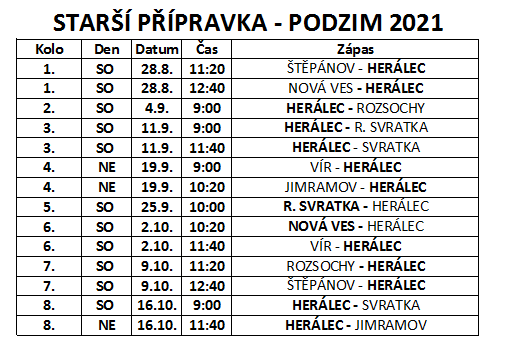 STARŠÍ PŘÍPRAVKA - PODZIM 2021
Kolo Den Datum Čas Zápas
1. SO 28.8. 11:20 ŠTĚPÁNOV - HERÁLEC
1. SO 28.8. 12:40 NOVÁ VES - HERÁLEC
2. SO 4.9. 9:00 HERÁLEC - ROZSOCHY
3. SO 11.9. 9:00 HERÁLEC - R. SVRATKA
3. SO 11.9. 11:40 HERÁLEC - SVRATKA
4. NE 19.9. 9:00 VÍR - HERÁLEC
4. NE 19.9. 10:20 JIMRAMOV - HERÁLEC
5. SO 25.9. 10:00 R. SVRATKA - HERÁLEC
6. SO 2.10. 10:20 NOVÁ VES - HERÁLEC
6. SO 2.10. 11:40 VÍR - HERÁLEC
7. SO 9.10. 11:20 ROZSOCHY - HERÁLEC
7. SO 9.10. 12:40 ŠTĚPÁNOV - HERÁLEC
8. SO 16.10. 9:00 HERÁLEC - SVRATKA
8. NE 16.10. 11:40 HERÁLEC - JIMRAMOV